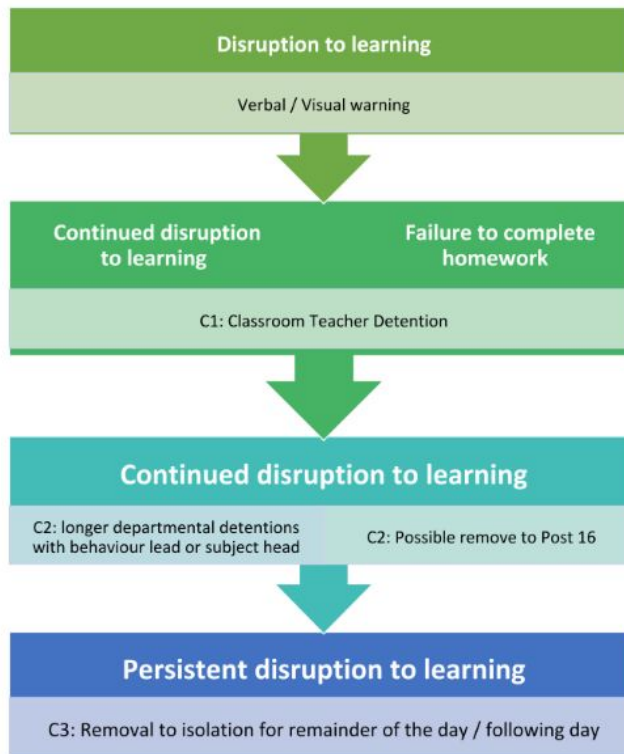 Disruption to learning
Verbal / Visual warning
Continued disruption
to learning
Failure to complete
homework
C1: Classroom Teacher Detention
Continued disruption to learning
C2: longer departmental detentions
with behaviour lead or subject head
C2: Possible remove to Post 16
Persistent disruption to learning
C3: Removal to isolation for remainder of the day / following day